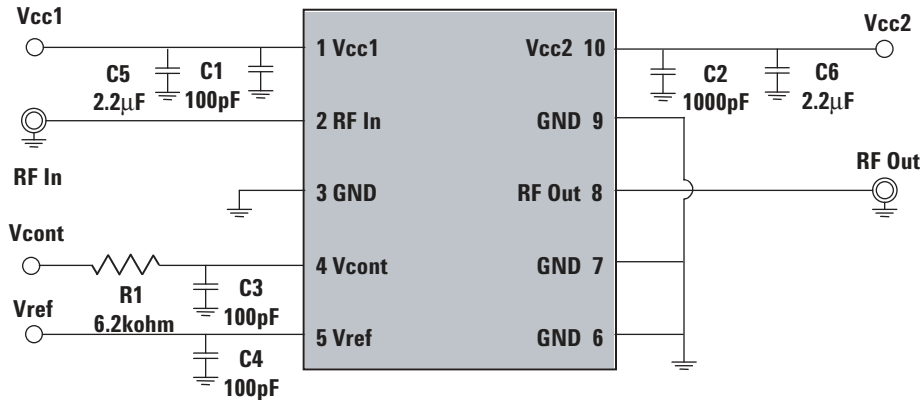 Vcc1
C5
2.2μF
C1
100pF
RF In
Vcont
R1
6.2kohm
C3
100pF
Vref
C4
100pF
1 Vcc1
2 RF In
3 GND
4 Vcont
5 Vref
Vcc2 10
GND 9
RF Out 8
GND 7
GND 6
Vcc2
C2
1000pF
C6
2.2μF
RF Out